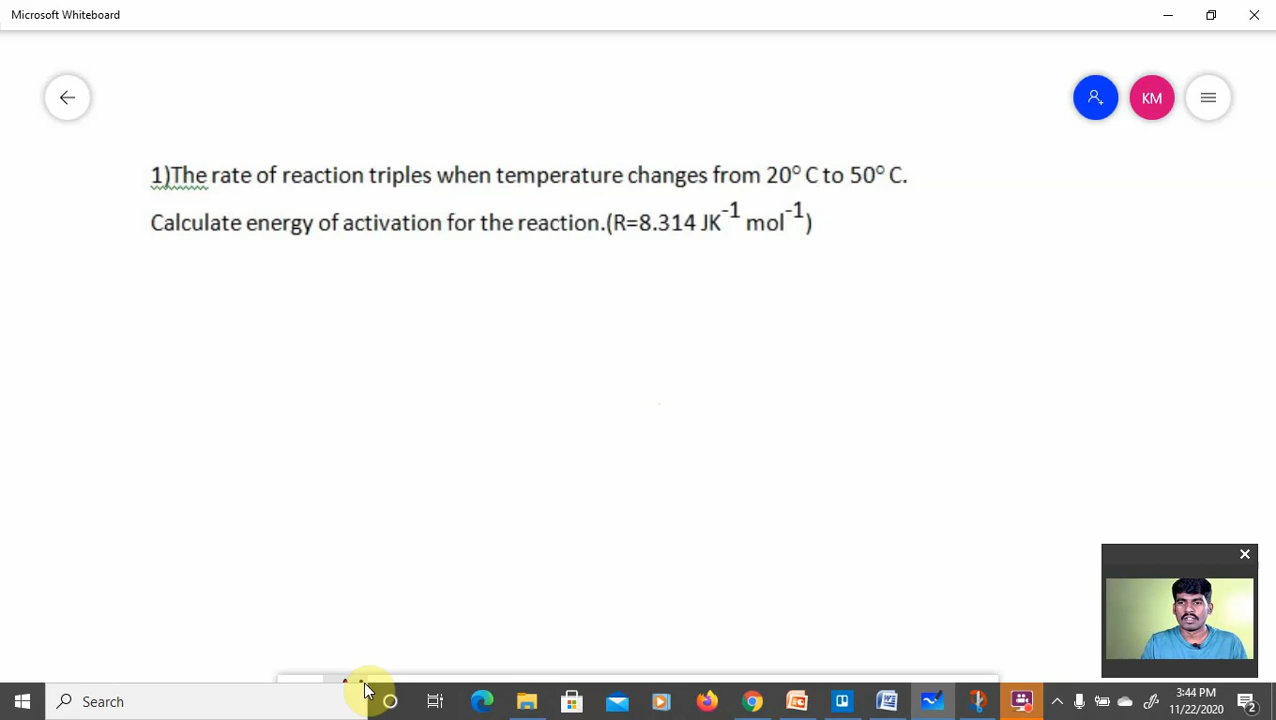 Microsoft Whiteboard
KM
1)The rate of reaction triples when temperature changes from 20° C to 50° C.
Calculate energy of activation for the reaction.(R=8.314 JK⁻¹ mol⁻¹)
Search
3:44 PM
11/22/2020
2